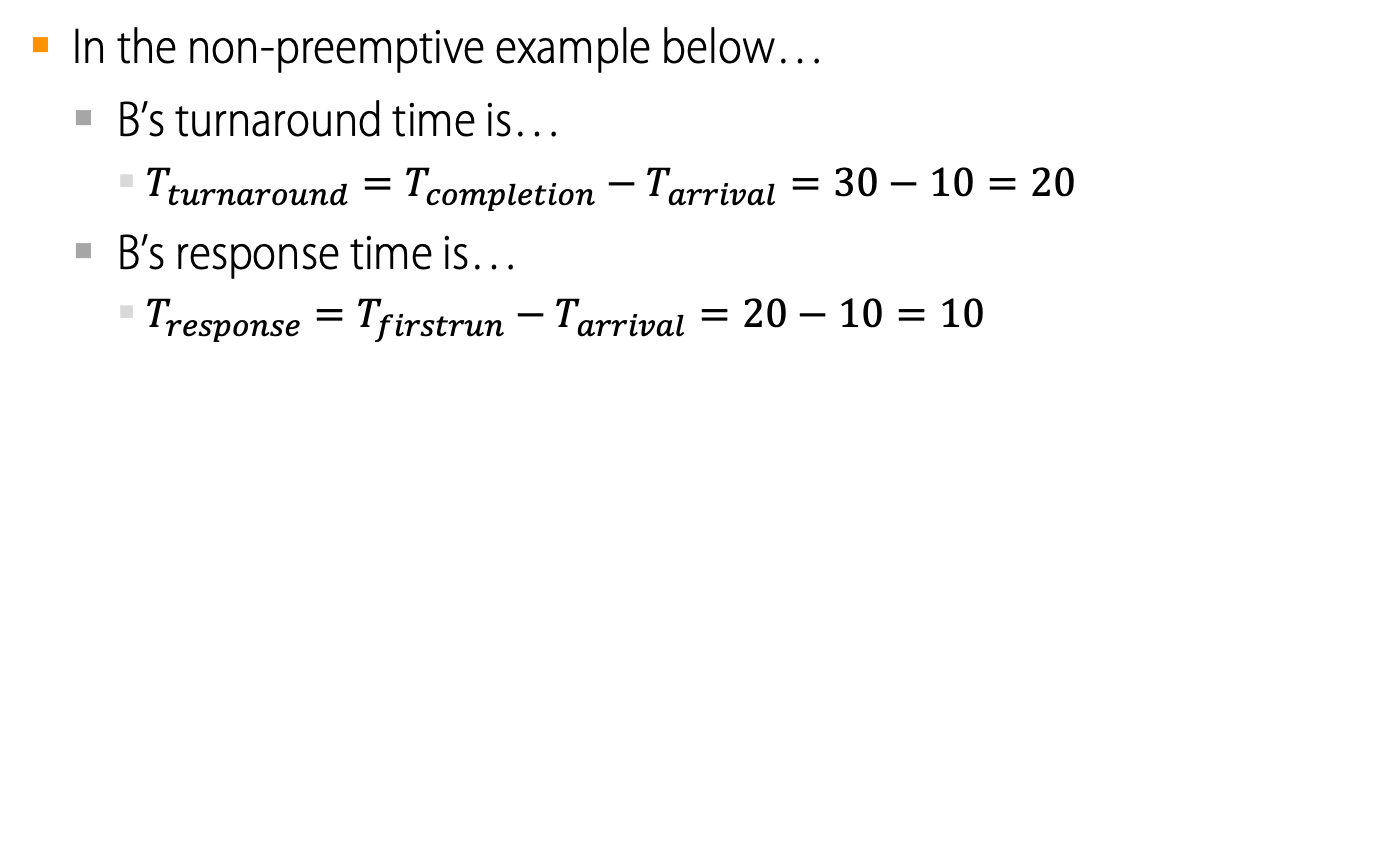 In the non-preemptive example below…
B’s turnaround time is…
T_turnaround = T_completion − T_arrival = 30 − 10 = 20
B’s response time is…
T_response = T_firstrun − T_arrival = 20 − 10 = 10